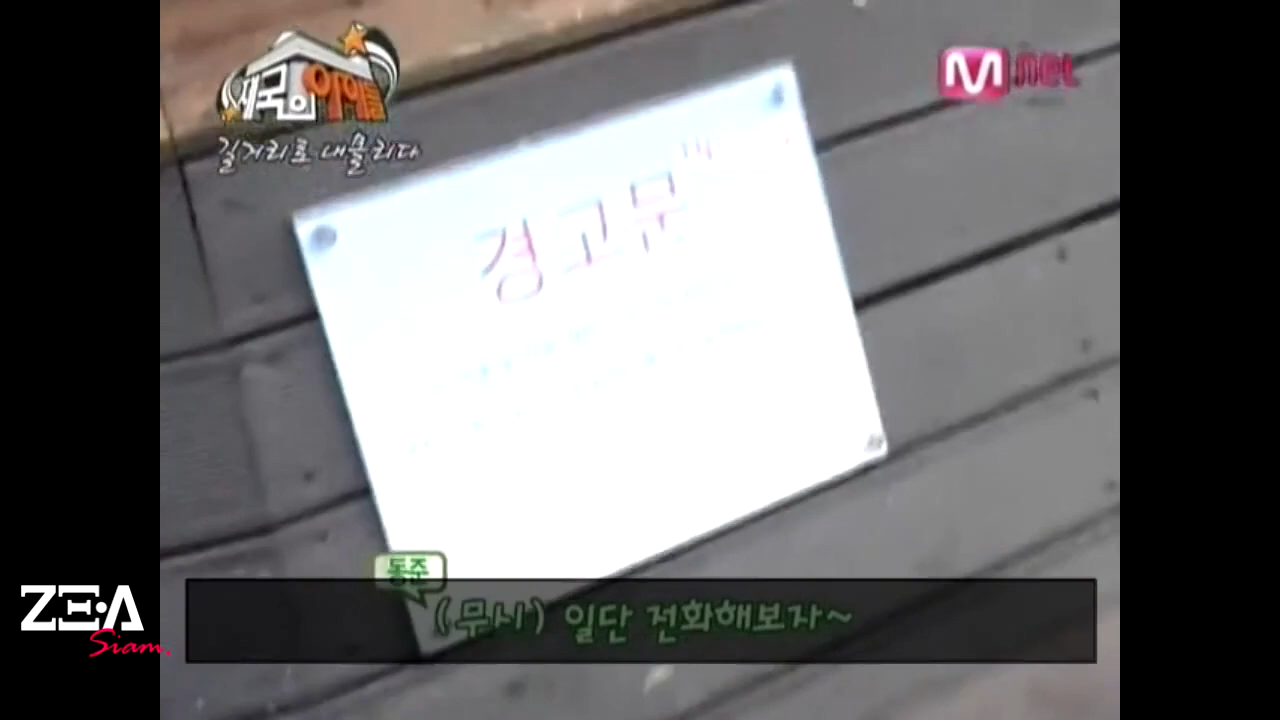 제국의 아이들
길거리로 내몰리다
Mnet
경고문
동준
(무시) 일단 전화해보자~
ZE:A
Siam.